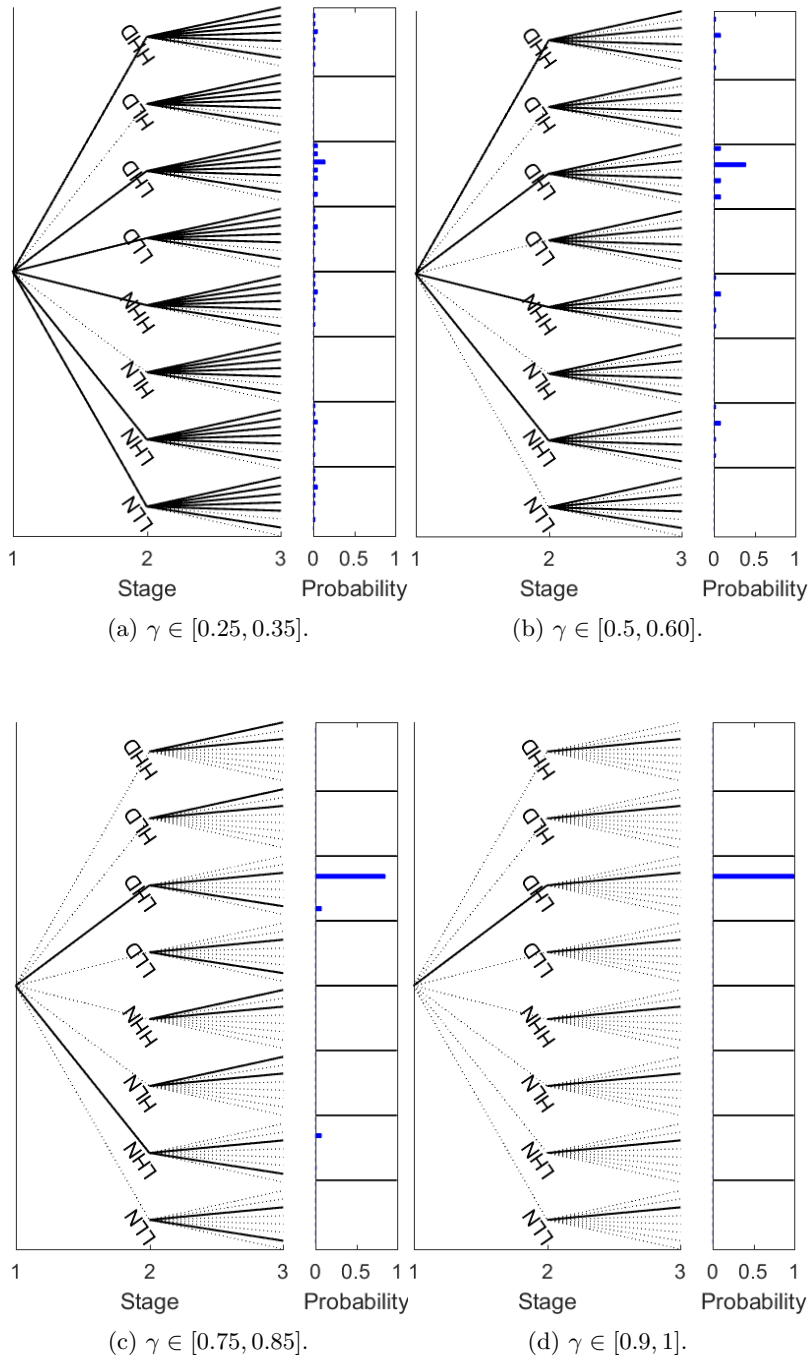 HHD
HLD
LHD
LLD
HHN
HLN
LHN
LLN
1 2 3 0 0.5 1
Stage Probability
(a) γ ∈ [0.25, 0.35].
HHD
HLD
LHD
LLD
HHN
HLN
LHN
LLN
1 2 3 0 0.5 1
Stage Probability
(b) γ ∈ [0.5, 0.60].
HHD
HLD
LHD
LLD
HHN
HLN
LHN
LLN
1 2 3 0 0.5 1
Stage Probability
(c) γ ∈ [0.75, 0.85].
HHD
HLD
LHD
LLD
HHN
HLN
LHN
LLN
1 2 3 0 0.5 1
Stage Probability
(d) γ ∈ [0.9, 1].